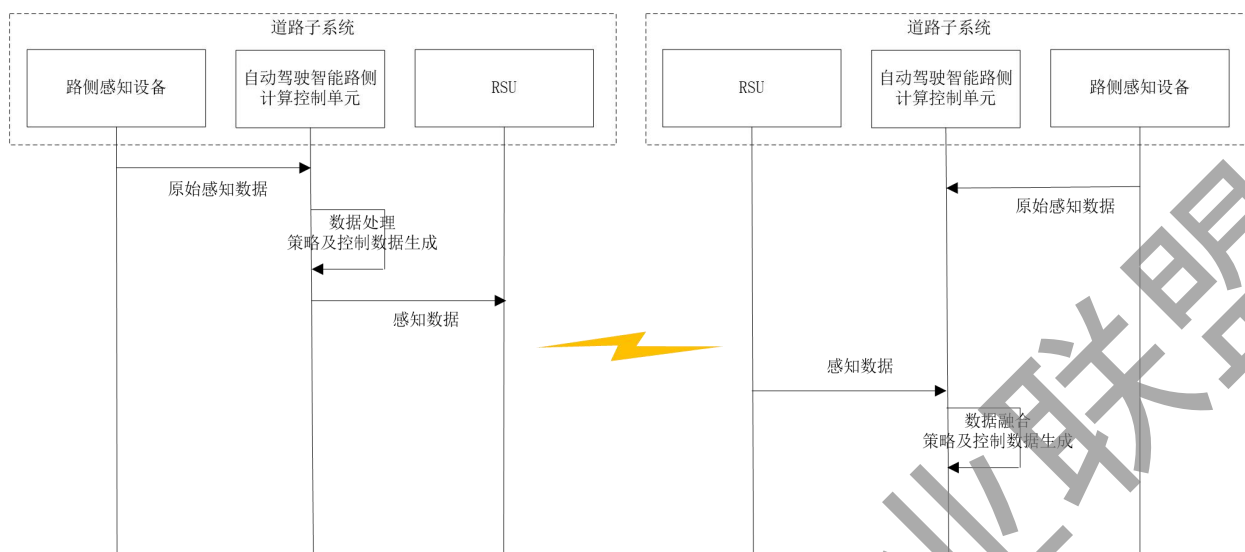 道路子系统
路侧感知设备
自动驾驶智能路侧
计算控制单元
RSU
原始感知数据
数据处理
策略及控制数据生成
感知数据
道路子系统
RSU
自动驾驶智能路侧
计算控制单元
路侧感知设备
原始感知数据
感知数据
数据融合
策略及控制数据生成
业联盟